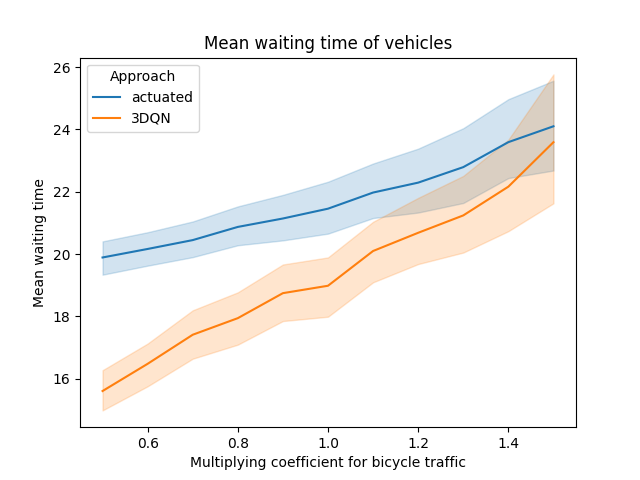 Mean waiting time of vehicles
Approach
actuated
3DQN
26
24
22
20
18
16
Mean waiting time
0.6 0.8 1.0 1.2 1.4
Multiplying coefficient for bicycle traffic